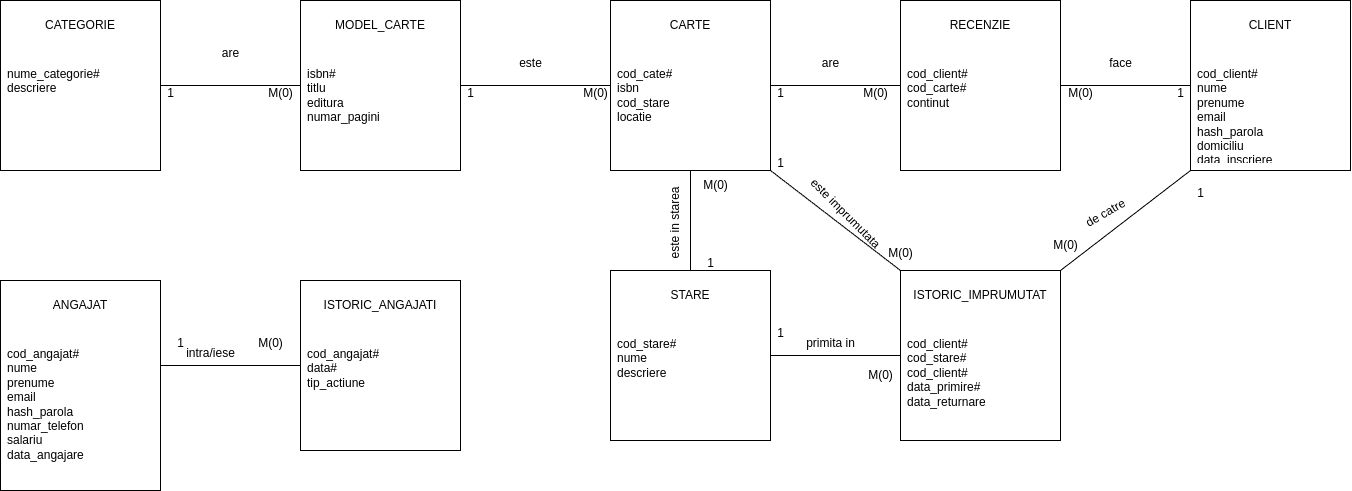 CATEGORIE
nume_categorie#
descriere
are
1
M(0)
MODEL_CARTE
isbn#
titlu
editura
numar_pagini
este
1
M(0)
CARTE
cod_cate#
isbn
cod_stare
locatie
are
1
M(0)
RECENZIE
cod_client#
cod_carte#
continut
face
M(0)
1
CLIENT
cod_client#
nume
prenume
email
hash_parola
domiciliu
data_inscriere
este in starea
M(0)
1
1
este imprumutata
M(0)
1
de catre
M(0)
ANGAJAT
cod_angajat#
nume
prenume
email
hash_parola
numar_telefon
salariu
data_angajare
1
intra/iese
M(0)
ISTORIC_ANGAJATI
cod_angajat#
data#
tip_actiune
STARE
cod_stare#
nume
descriere
1
primita in
M(0)
ISTORIC_IMPRUMUTAT
cod_client#
cod_stare#
cod_client#
data_primire#
data_returnare